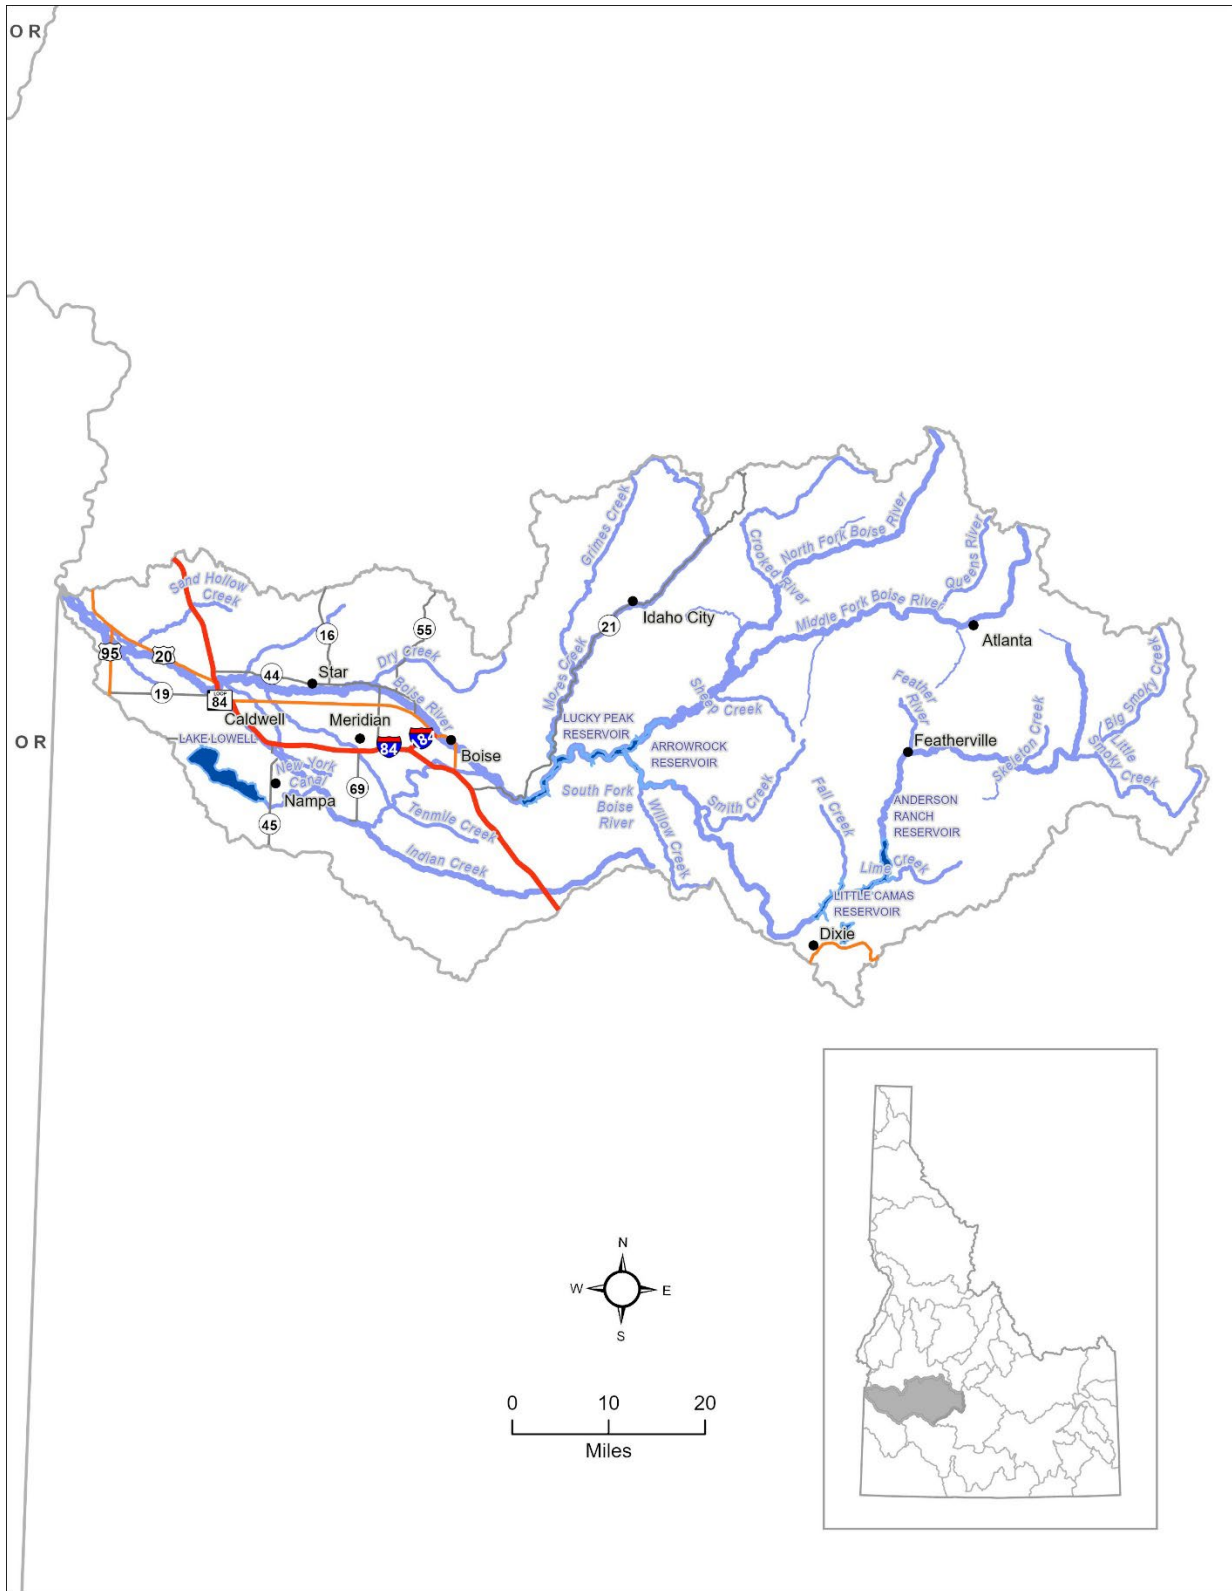 OR
Grimes Creek
Crooked River
North Fork Boise River
Queens River
Sand Hollow
Creek
Idaho City
21
Middle Fork Boise River
Atlanta
95
20
16
55
Dry Creek
44
Star
19
LOOP
84
Caldwell
Meridian
Boise River
Mores Creek
Sheep Creek
Feather
River
Skeleton Creek
Big Smoky Creek
Little
Smoky Creek
OR
LAKE LOWELL
84
184
Boise
LUCKY PEAK
RESERVOIR
ARROWROCK
RESERVOIR
Featherville
New York
Canal
Nampa
69
45
South Fork
Boise
River
Willow Creek
Smith Creek
Fall Creek
ANDERSON
RANCH
RESERVOIR
Tenmile Creek
Indian Creek
Lime Creek
LITTLE CAMAS
RESERVOIR
Dixie
N
W
E
S
0
10
20
Miles